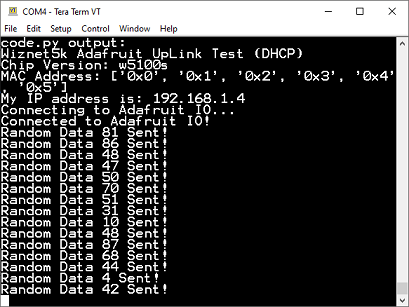 COM4 - Tera Term VT
File Edit Setup Control Window Help
code.py output:
Wiznet5k Adafruit UpLink Test (DHCP)
Chip Version: w5100s
MAC Address: ['0x0', '0x1', '0x2', '0x3', '0x4'
, '0x5']
My IP address is: 192.168.1.4
Connecting to Adafruit IO...
Connected to Adafruit IO!
Random Data 81 Sent!
Random Data 86 Sent!
Random Data 48 Sent!
Random Data 47 Sent!
Random Data 50 Sent!
Random Data 70 Sent!
Random Data 51 Sent!
Random Data 31 Sent!
Random Data 10 Sent!
Random Data 48 Sent!
Random Data 87 Sent!
Random Data 68 Sent!
Random Data 44 Sent!
Random Data 4 Sent!
Random Data 42 Sent!